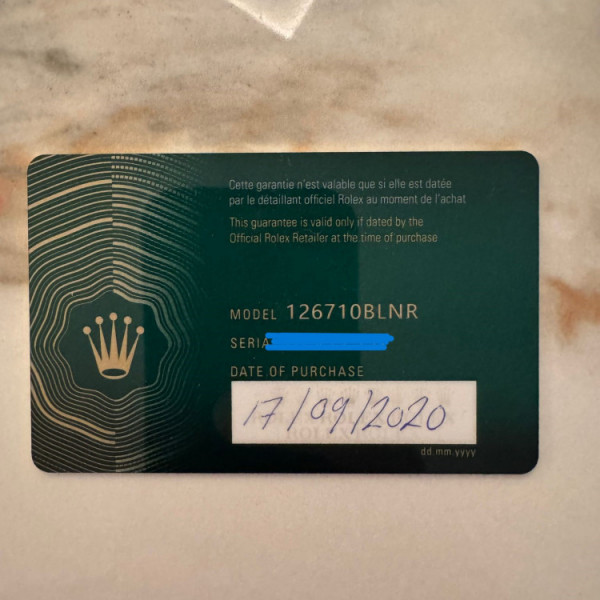 Cette garantie n'est valable que si elle est datée
par le détaillant officiel Rolex au moment de l'achat
This guarantee is valid only if dated by the
Official Rolex Retailer at the time of purchase
MODEL 126710BLNR
SERIA
DATE OF PURCHASE
17/09/2020
dd.mm.yyyy